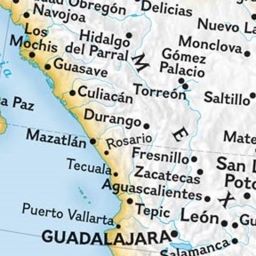 dad Obregón
Delicias
Navojoa
Nuevo La
Los
Mochis
Hidalgo
del Parral
M
Monclova
Gómez
Palacio
Guasave
Culiacán
Torreón
Saltillo
a Paz
E
Durango
Mazatlán
Rosario
Mate
Fresnillo
San L
Poto
Tecuala
Zacatecas
X
Aguascalientes
Tepic
León
Puerto Vallarta
GUADALAJARA
Salamanca